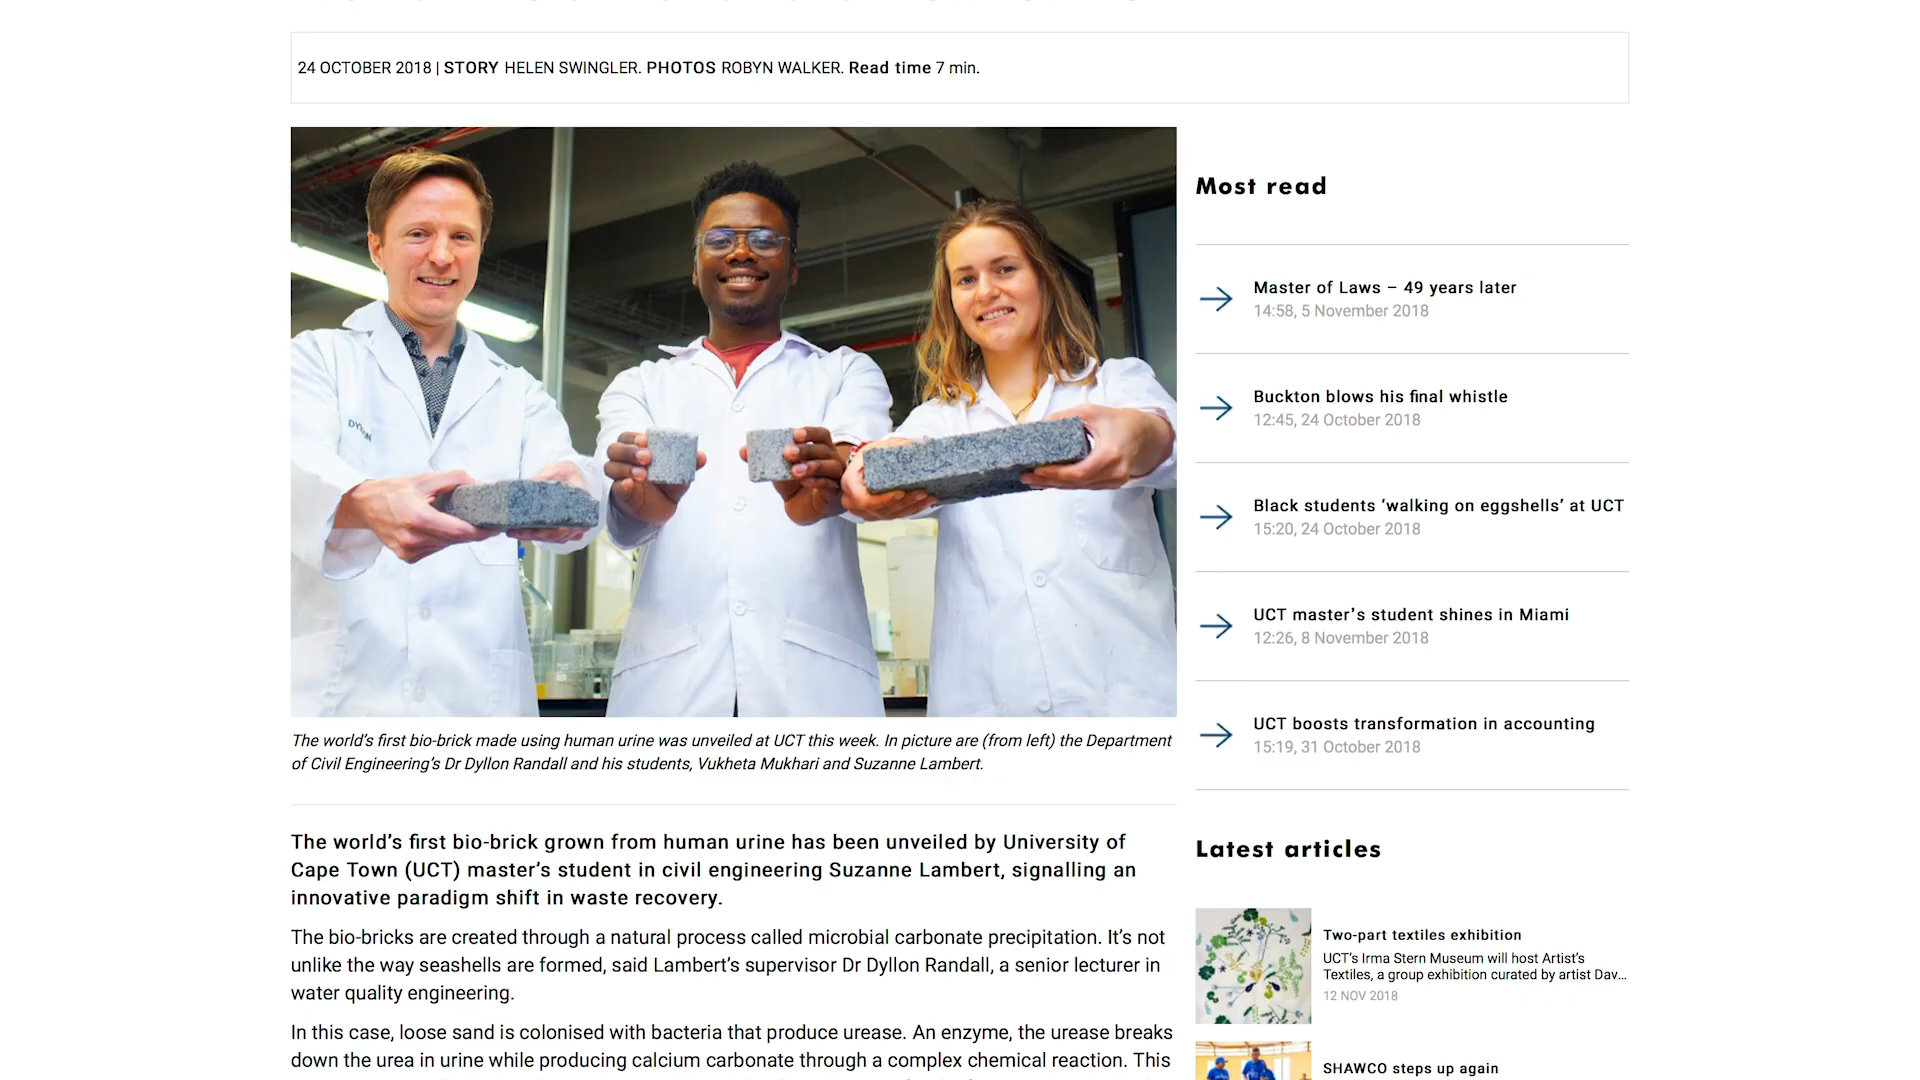 24 OCTOBER 2018 | STORY HELEN SWINGLER. PHOTOS ROBYN WALKER. Read time 7 min.
DYLLON
The world's first bio-brick made using human urine was unveiled at UCT this week. In picture are (from left) the Department
of Civil Engineering's Dr Dyllon Randall and his students, Vukheta Mukhari and Suzanne Lambert.
The world's first bio-brick grown from human urine has been unveiled by University of
Cape Town (UCT) master's student in civil engineering Suzanne Lambert, signalling an
innovative paradigm shift in waste recovery.
The bio-bricks are created through a natural process called microbial carbonate precipitation. It's not
unlike the way seashells are formed, said Lambert's supervisor Dr Dyllon Randall, a senior lecturer in
water quality engineering.
In this case, loose sand is colonised with bacteria that produce urease. An enzyme, the urease breaks
down the urea in urine while producing calcium carbonate through a complex chemical reaction. This
Most read
Master of Laws – 49 years later
14:58, 5 November 2018
Buckton blows his final whistle
12:45, 24 October 2018
Black students ‘walking on eggshells’ at UCT
15:20, 24 October 2018
UCT master’s student shines in Miami
12:26, 8 November 2018
UCT boosts transformation in accounting
15:19, 31 October 2018
Latest articles
Two-part textiles exhibition
UCT’s Irma Stern Museum will host Artist’s
Textiles, a group exhibition curated by artist Dav...
12 NOV 2018
SHAWCO steps up again